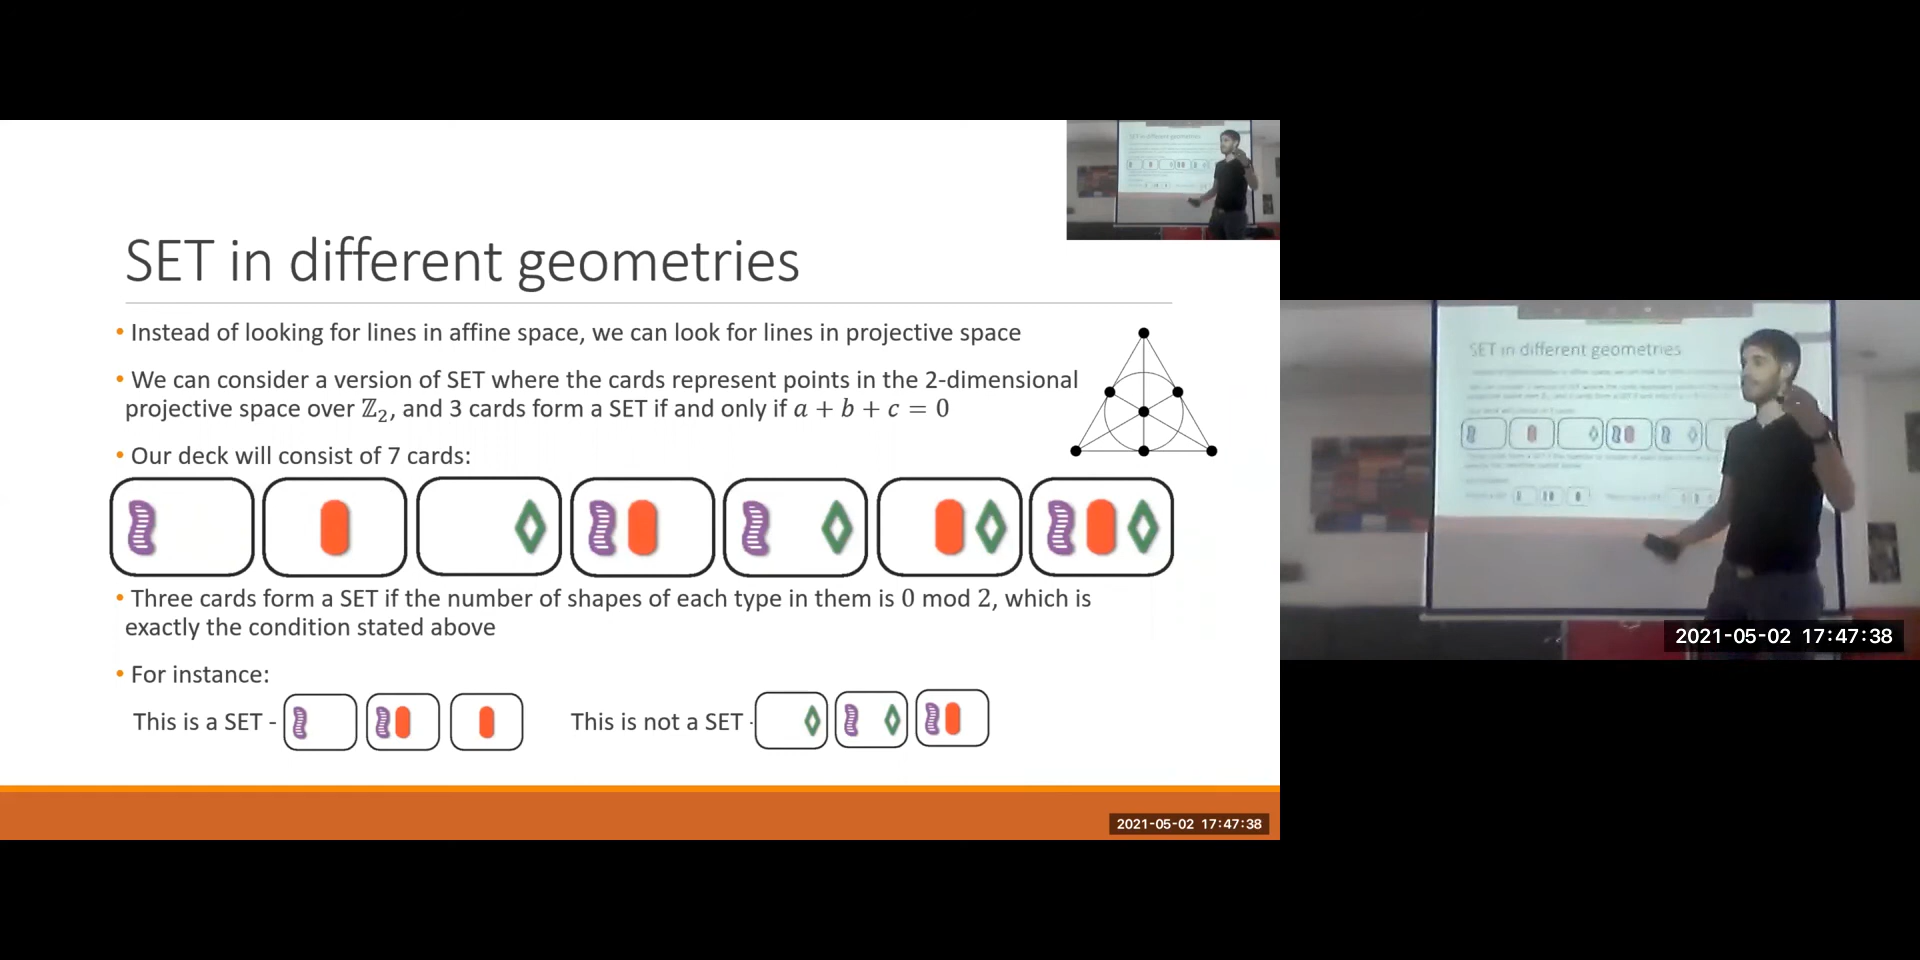 SET in different geometries
• Instead of looking for lines in affine space, we can look for lines in projective space
• We can consider a version of SET where the cards represent points in the 2-dimensional
projective space over ℤ₂, and 3 cards form a SET if and only if a + b + c = 0
• Our deck will consist of 7 cards:
• Three cards form a SET if the number of shapes of each type in them is 0 mod 2, which is
exactly the condition stated above
• For instance:
This is a SET -
This is not a SET -
2021-05-02 17:47:38
SET in different geometries
2021-05-02 17:47:38